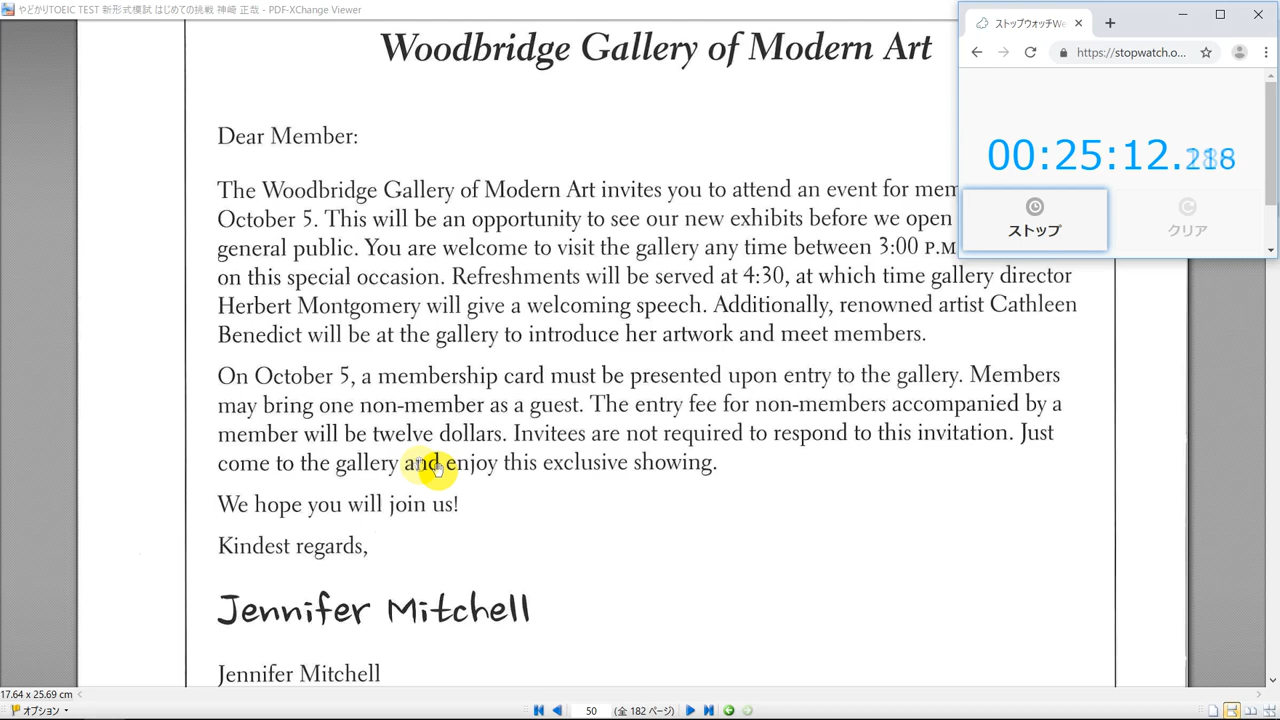 やどかりTOEIC TEST 新形式模試 はじめての挑戦 神崎 正哉 - PDF-XChange Viewer
Woodbridge Gallery of Modern Art
Dear Member:
The Woodbridge Gallery of Modern Art invites you to attend an event for mem
October 5. This will be an opportunity to see our new exhibits before we open
general public. You are welcome to visit the gallery any time between 3:00 P.M
on this special occasion. Refreshments will be served at 4:30, at which time gallery director
Herbert Montgomery will give a welcoming speech. Additionally, renowned artist Cathleen
Benedict will be at the gallery to introduce her artwork and meet members.
On October 5, a membership card must be presented upon entry to the gallery. Members
may bring one non-member as a guest. The entry fee for non-members accompanied by a
member will be twelve dollars. Invitees are not required to respond to this invitation. Just
come to the gallery and enjoy this exclusive showing.
We hope you will join us!
Kindest regards,
Jennifer Mitchell
Jennifer Mitchell
ストップウォッチWe
https://stopwatch.o...
00:25:12.
ストップ
クリア
17.64 x 25.69 cm
オプション
50
(全 182 ページ)